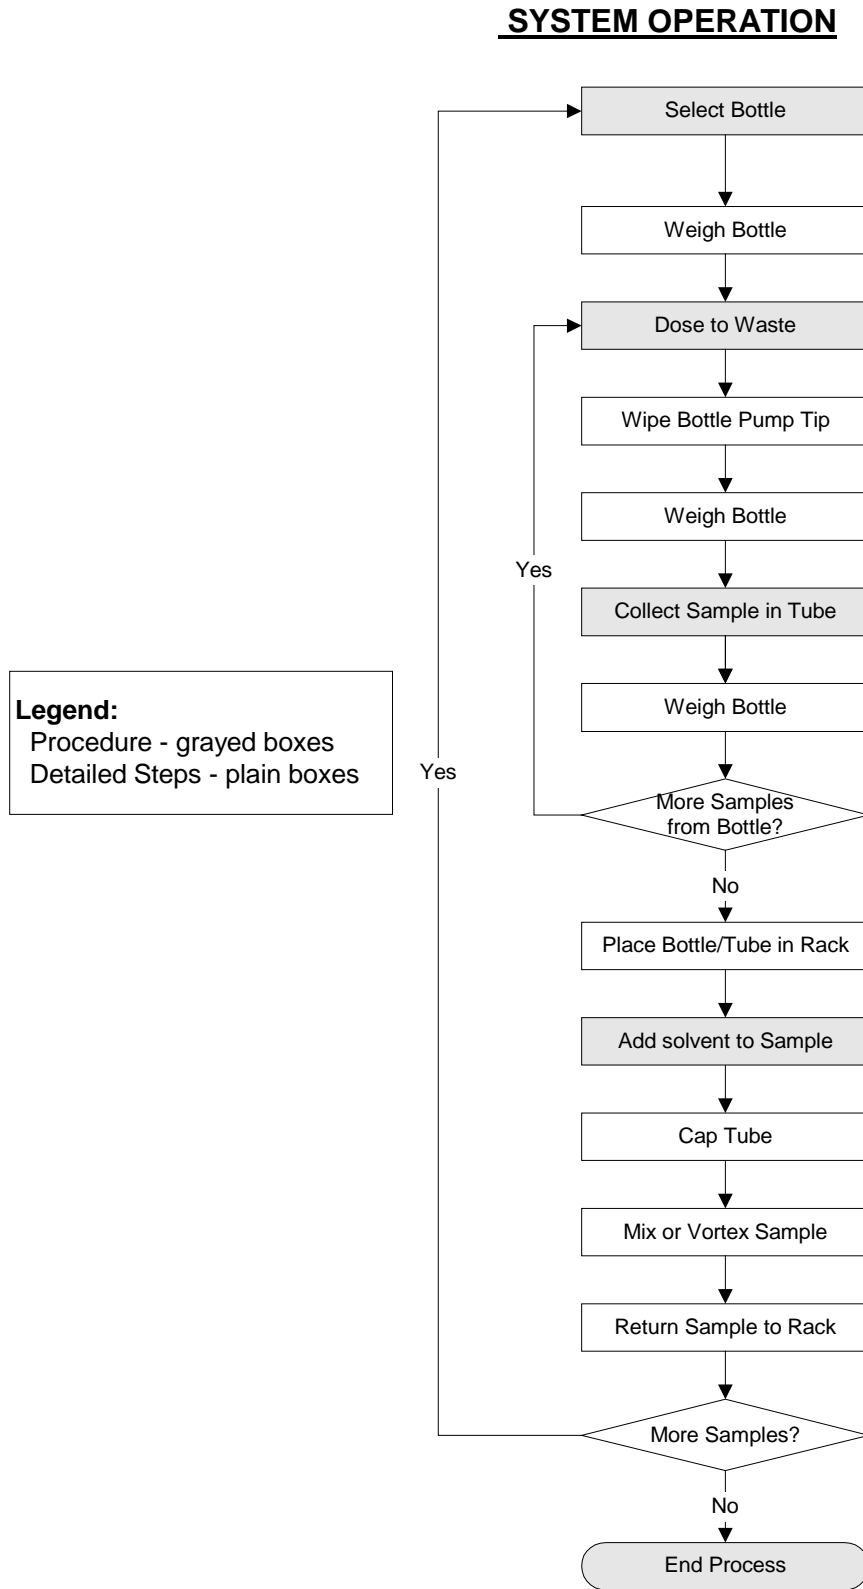 SYSTEM OPERATION
Select Bottle
Weigh Bottle
Dose to Waste
Wipe Bottle Pump Tip
Weigh Bottle
Yes
Collect Sample in Tube
Weigh Bottle
Legend:
Procedure - grayed boxes
Detailed Steps - plain boxes
Yes
More Samples
from Bottle?
No
Place Bottle/Tube in Rack
Add solvent to Sample
Cap Tube
Mix or Vortex Sample
Return Sample to Rack
More Samples?
No
End Process